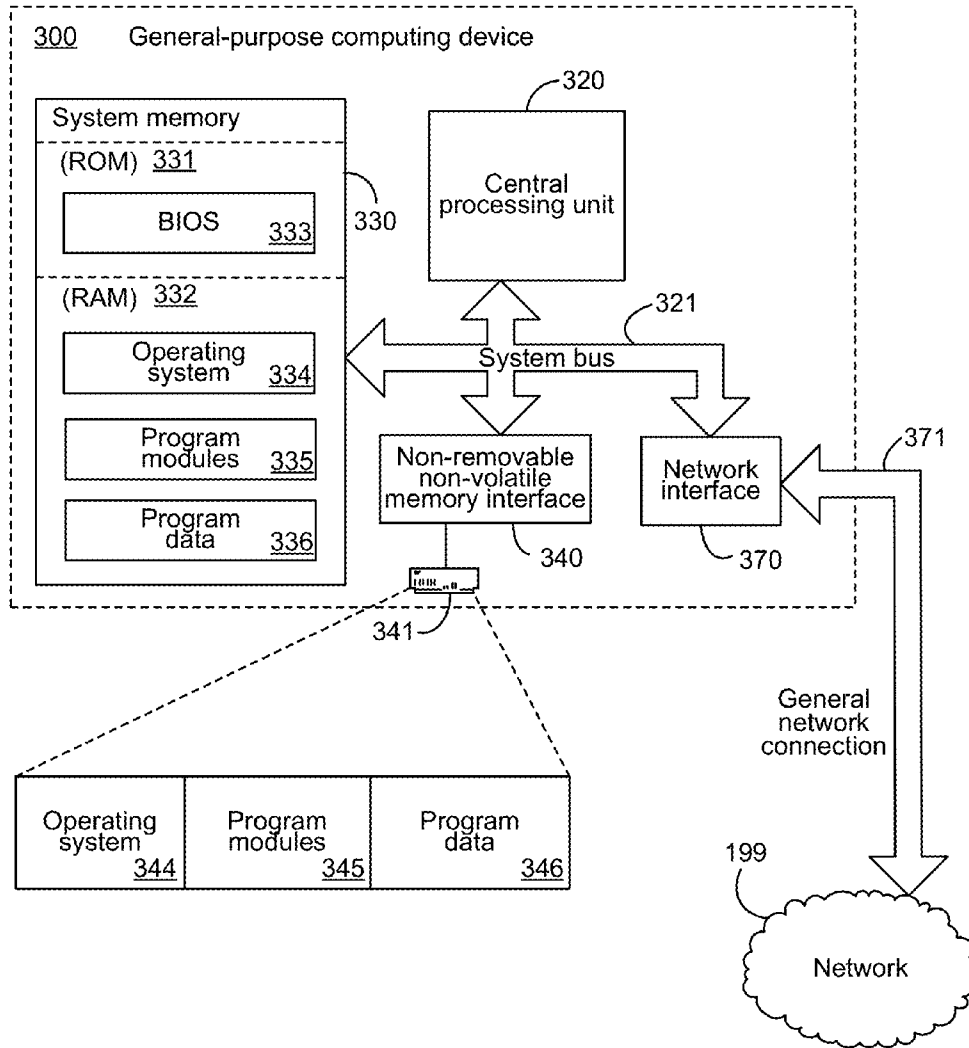 300 General-purpose computing device
System memory
(ROM) 331
BIOS
333
330
(RAM) 332
Operating
system
334
Program
modules
335
Program
data
336
320
Central
processing unit
321
System bus
Non-removable
non-volatile
memory interface
340
341
Network
interface
370
371
General
network
connection
Operating
system
344
Program
modules
345
Program
data
346
199
Network